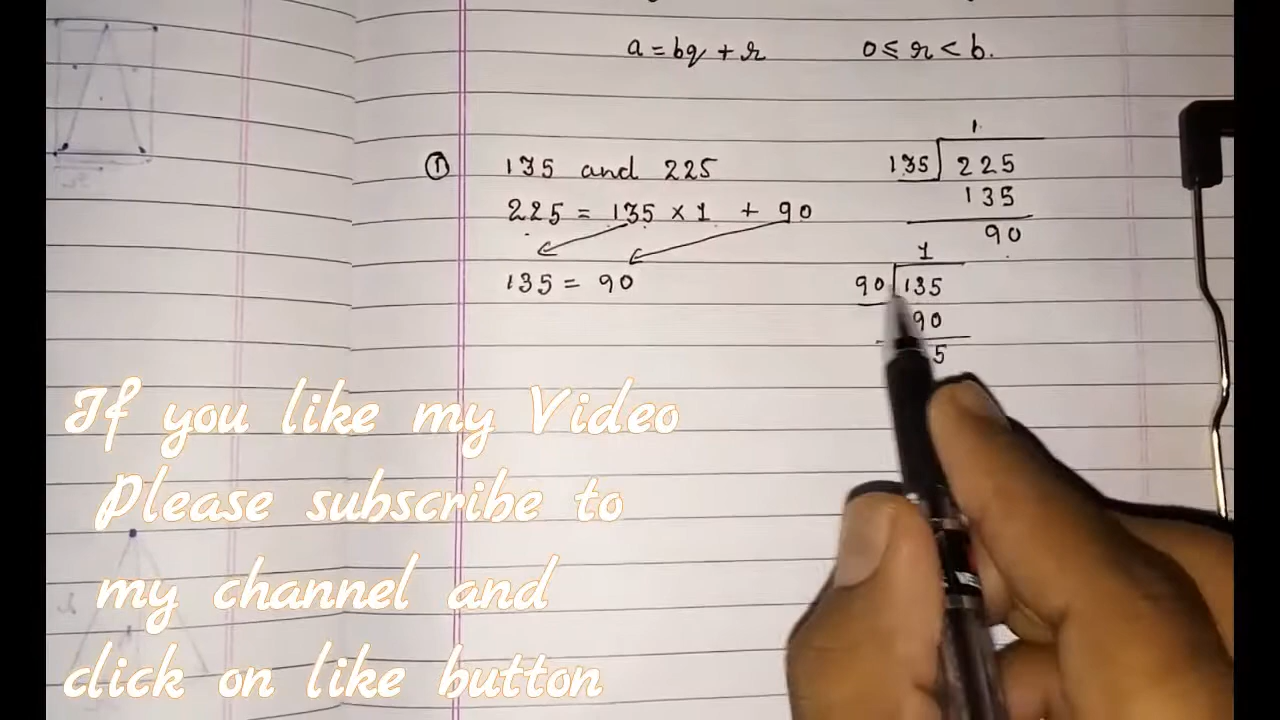 a = bq + r 0 ≤ r < b.
① 135 and 225
225 = 135 × 1 + 90
135 = 90
1
135 ) 225
135
90
1
90 ) 135
90
5
If you like my Video
Please subscribe to
my channel and
click on like button